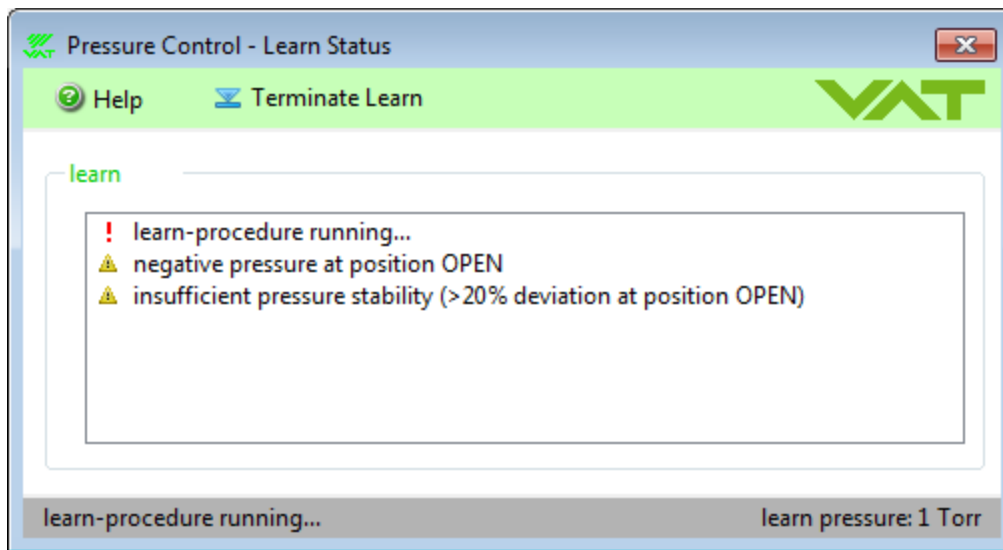 VAT
Pressure Control - Learn Status
Help
Terminate Learn
VAT
learn
! learn-procedure running...
negative pressure at position OPEN
insufficient pressure stability (>20% deviation at position OPEN)
learn-procedure running...
learn pressure: 1 Torr